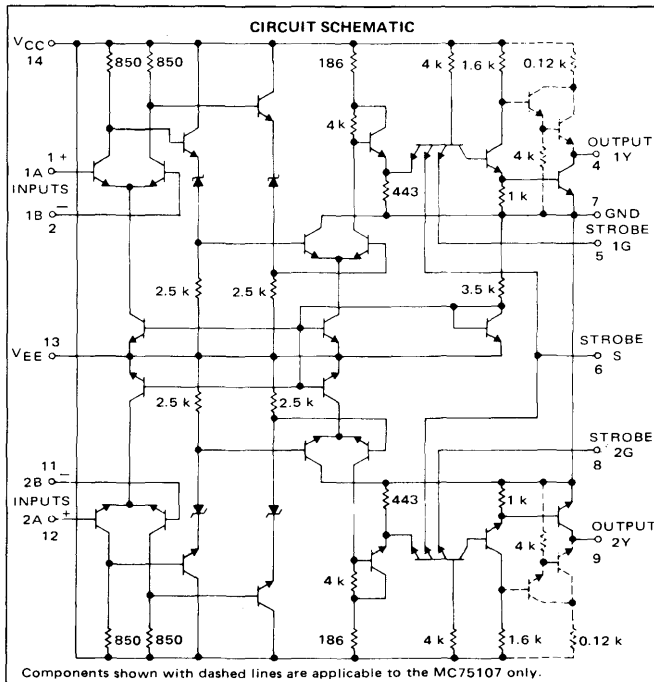 CIRCUIT SCHEMATIC
VCC
14
850
850
186
4 k
1.6 k
0.12 k
4 k
1 +
1A
INPUTS
1B
−
2
4 k
OUTPUT
1Y
4
443
1 k
7
GND
STROBE
1G
5
2.5 k
2.5 k
3.5 k
13
VEE
STROBE
S
6
2.5 k
2.5 k
STROBE
2G
8
11
2B −
INPUTS
2A +
12
443
1 k
4 k
OUTPUT
2Y
9
4 k
850
850
186
4 k
1.6 k
0.12 k
Components shown with dashed lines are applicable to the MC75107 only.